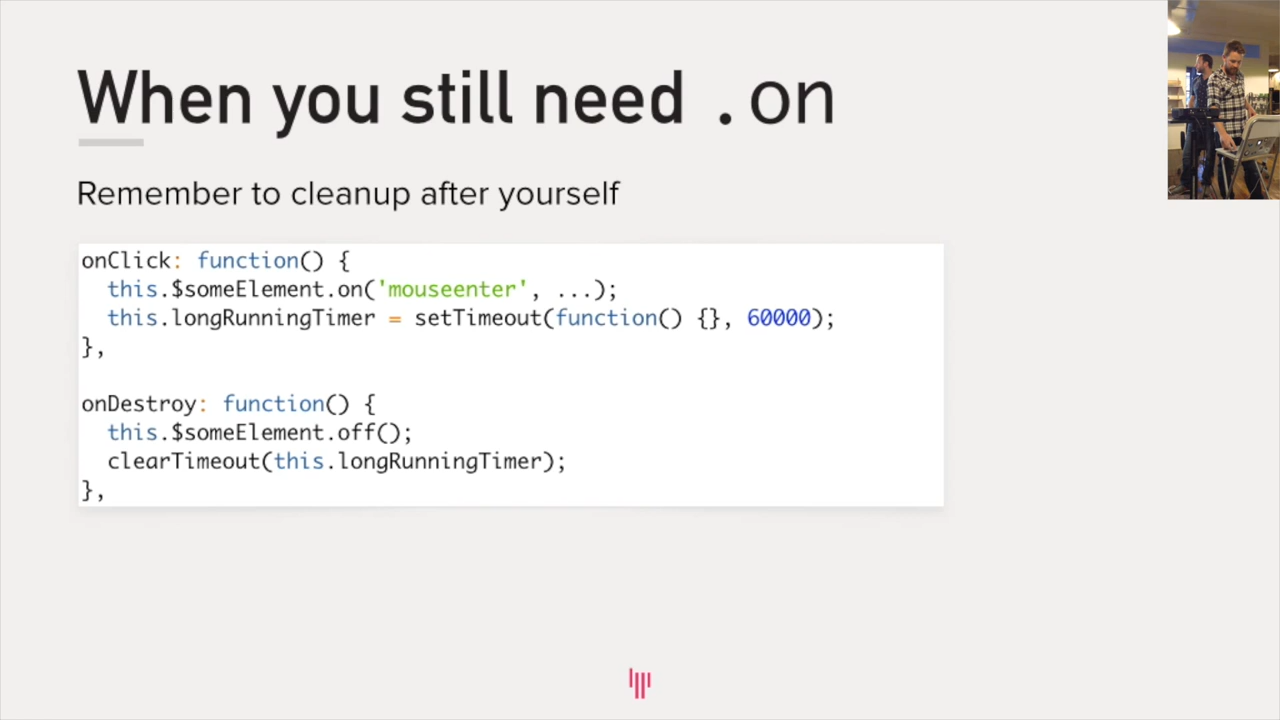 When you still need .on
Remember to cleanup after yourself
onClick: function() {
  this.$someElement.on('mouseenter', ...);
  this.longRunningTimer = setTimeout(function() {}, 60000);
},

onDestroy: function() {
  this.$someElement.off();
  clearTimeout(this.longRunningTimer);
},